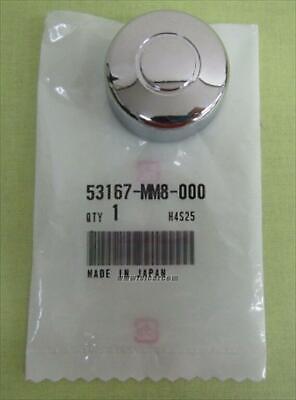 53167-MM8-000
QTY 1 H4S25
MADE IN JAPAN